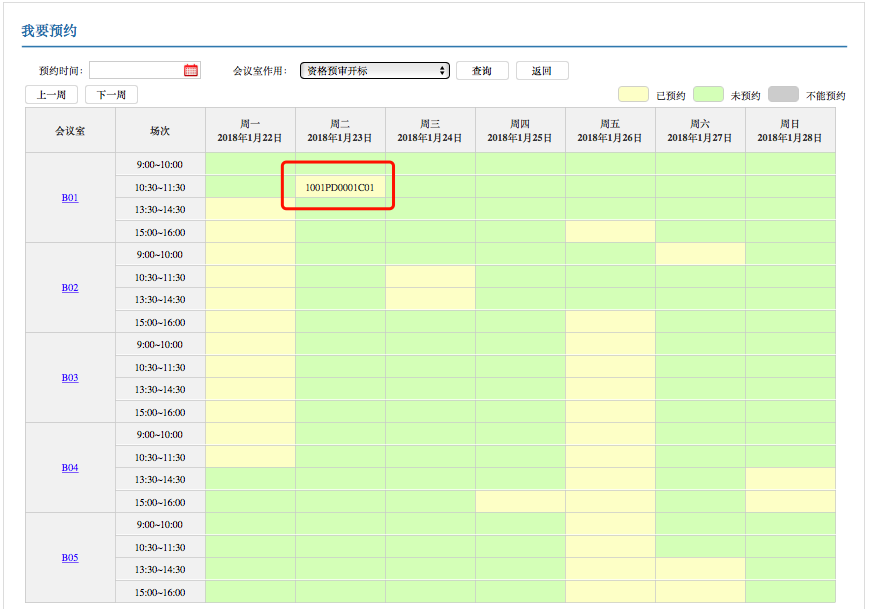 我要预约
预约时间： 会议室作用： 资格预审开标 查询 返回
上一周 下一周 已预约 未预约 不能预约
会议室 场次 周一 周二 周三 周四 周五 周六 周日
2018年1月22日 2018年1月23日 2018年1月24日 2018年1月25日 2018年1月26日 2018年1月27日 2018年1月28日
B01
9:00~10:00
10:30~11:30 1001PD0001C01
13:30~14:30
15:00~16:00
B02
9:00~10:00
10:30~11:30
13:30~14:30
15:00~16:00
B03
9:00~10:00
10:30~11:30
13:30~14:30
15:00~16:00
B04
9:00~10:00
10:30~11:30
13:30~14:30
15:00~16:00
B05
9:00~10:00
10:30~11:30
13:30~14:30
15:00~16:00